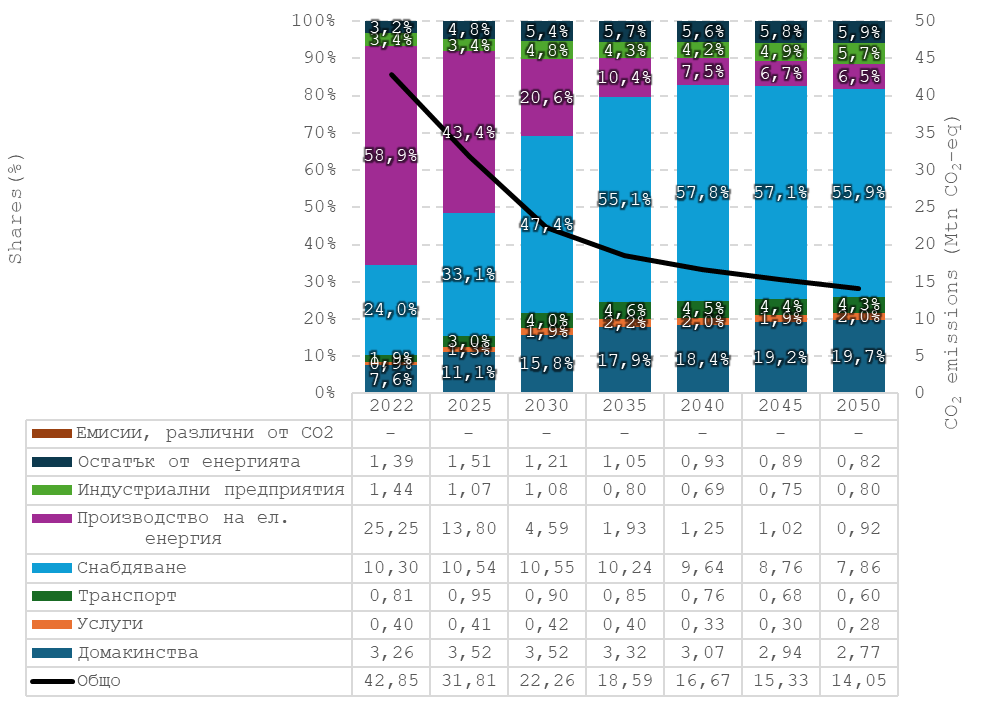 100%
90%
80%
70%
60%
50%
40%
30%
20%
10%
0%
Shares(%)
50
45
40
35
30
25
20
15
10
5
0
CO₂ emissions (Mtn CO₂-eq)
3,2% 4,8% 5,4% 5,7% 5,6% 5,8% 5,9%
3,4% 3,4% 4,8% 4,3% 4,2% 4,9% 5,7%
58,9% 43,4% 20,6% 10,4% 7,5% 6,7% 6,5%
24,0% 33,1% 47,4% 55,1% 57,8% 57,1% 55,9%
1,9% 3,0% 4,0% 4,6% 4,5% 4,4% 4,3%
0,9% 1,3% 1,9% 2,2% 2,0% 1,9% 2,0%
7,6% 11,1% 15,8% 17,9% 18,4% 19,2% 19,7%
2022 2025 2030 2035 2040 2045 2050
Емисии, различни от CO2 - - - - - - -
Остатък от енергията 1,39 1,51 1,21 1,05 0,93 0,89 0,82
Индустриални предприятия 1,44 1,07 1,08 0,80 0,69 0,75 0,80
Производство на ел.
енергия 25,25 13,80 4,59 1,93 1,25 1,02 0,92
Снабдяване 10,30 10,54 10,55 10,24 9,64 8,76 7,86
Транспорт 0,81 0,95 0,90 0,85 0,76 0,68 0,60
Услуги 0,40 0,41 0,42 0,40 0,33 0,30 0,28
Домакинства 3,26 3,52 3,52 3,32 3,07 2,94 2,77
Общо 42,85 31,81 22,26 18,59 16,67 15,33 14,05